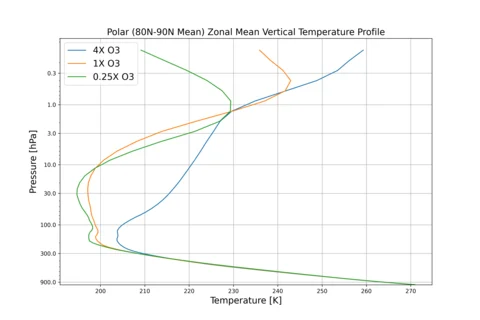 Polar (80N-90N Mean) Zonal Mean Vertical Temperature Profile
4X O3
1X O3
0.25X O3
Pressure [hPa]
0.3
1.0
3.0
10.0
30.0
100.0
300.0
900.0
200
210
220
230
240
250
260
270
Temperature [K]